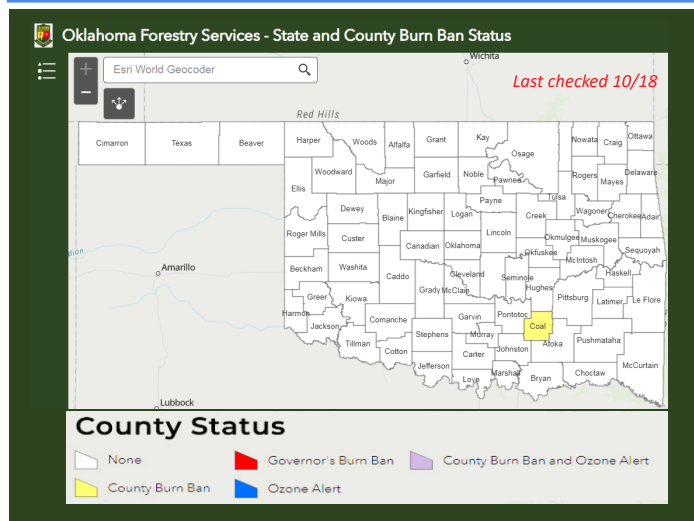 Oklahoma Forestry Services - State and County Burn Ban Status
Wichita
Esri World Geocoder
Last checked 10/18
Red Hills
Cimarron Texas Beaver Harper Woods Alfalfa Grant Kay Osage Nowata Craig Ottawa
Ellis Woodward Major Garfield Noble Pawnee Rogers Mayes Delaware
Dewey Blaine Kingfisher Logan Payne Creek Tulsa Wagoner Cherokee Adair
Roger Mills Custer Canadian Oklahoma Lincoln Okfuskee Okmulgee Muskogee Sequoyah
Amarillo
Beckham Washita Caddo Grady McClain Cleveland Seminole Hughes McIntosh Haskell
Harmon Greer Kiowa Comanche Garvin Pontotoc Coal Pittsburg Latimer Le Flore
Jackson Tillman Cotton Stephens Murray Carter Johnston Atoka Pushmataha McCurtain
Jefferson Love Marshall Bryan Choctaw
Lubbock
County Status
None Governor's Burn Ban County Burn Ban and Ozone Alert
County Burn Ban Ozone Alert